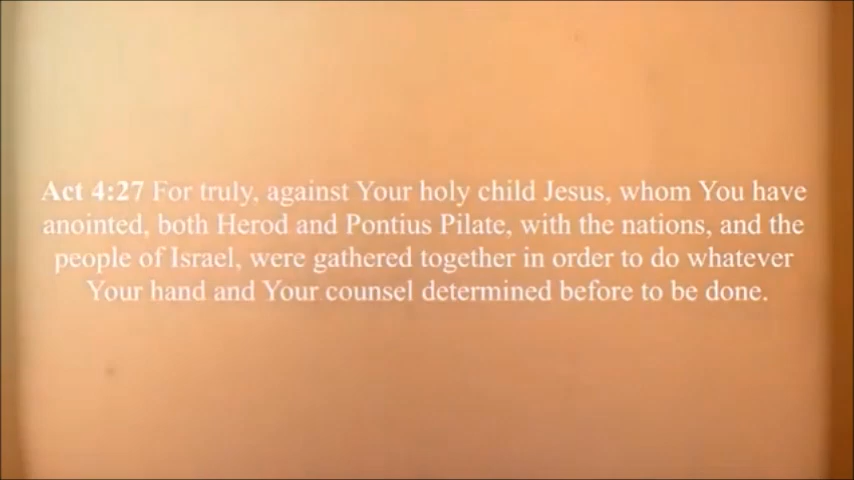 Act 4:27 For truly, against Your holy child Jesus, whom You have
anointed, both Herod and Pontius Pilate, with the nations, and the
people of Israel, were gathered together in order to do whatever
Your hand and Your counsel determined before to be done.